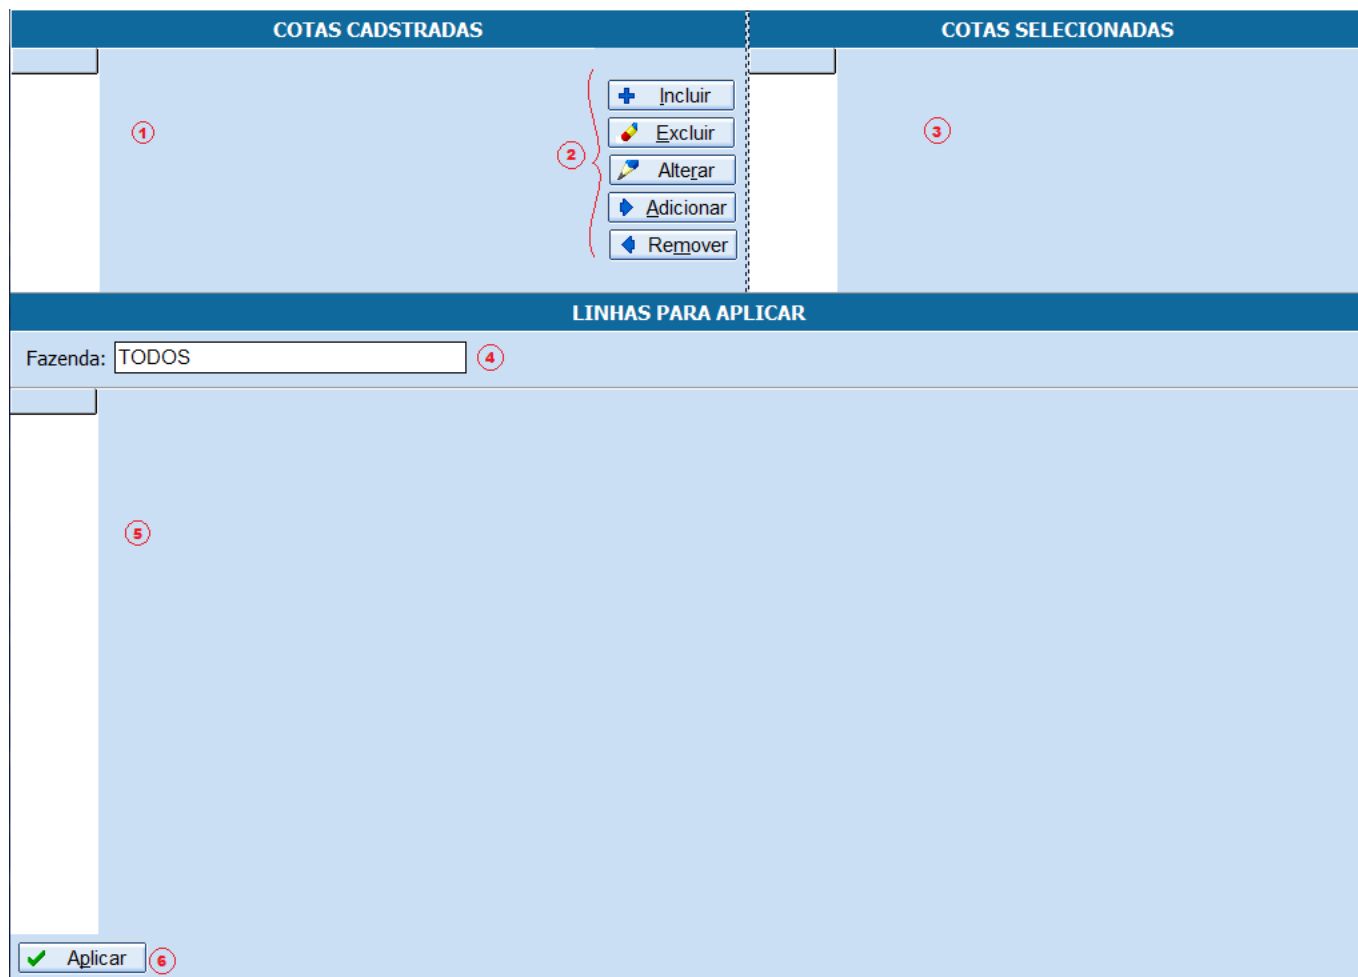 COTAS CADSTRADAS
COTAS SELECIONADAS
1
2
Incluir
Excluir
Alterar
Adicionar
Remover
3
LINHAS PARA APLICAR
Fazenda: TODOS 4
5
Aplicar 6